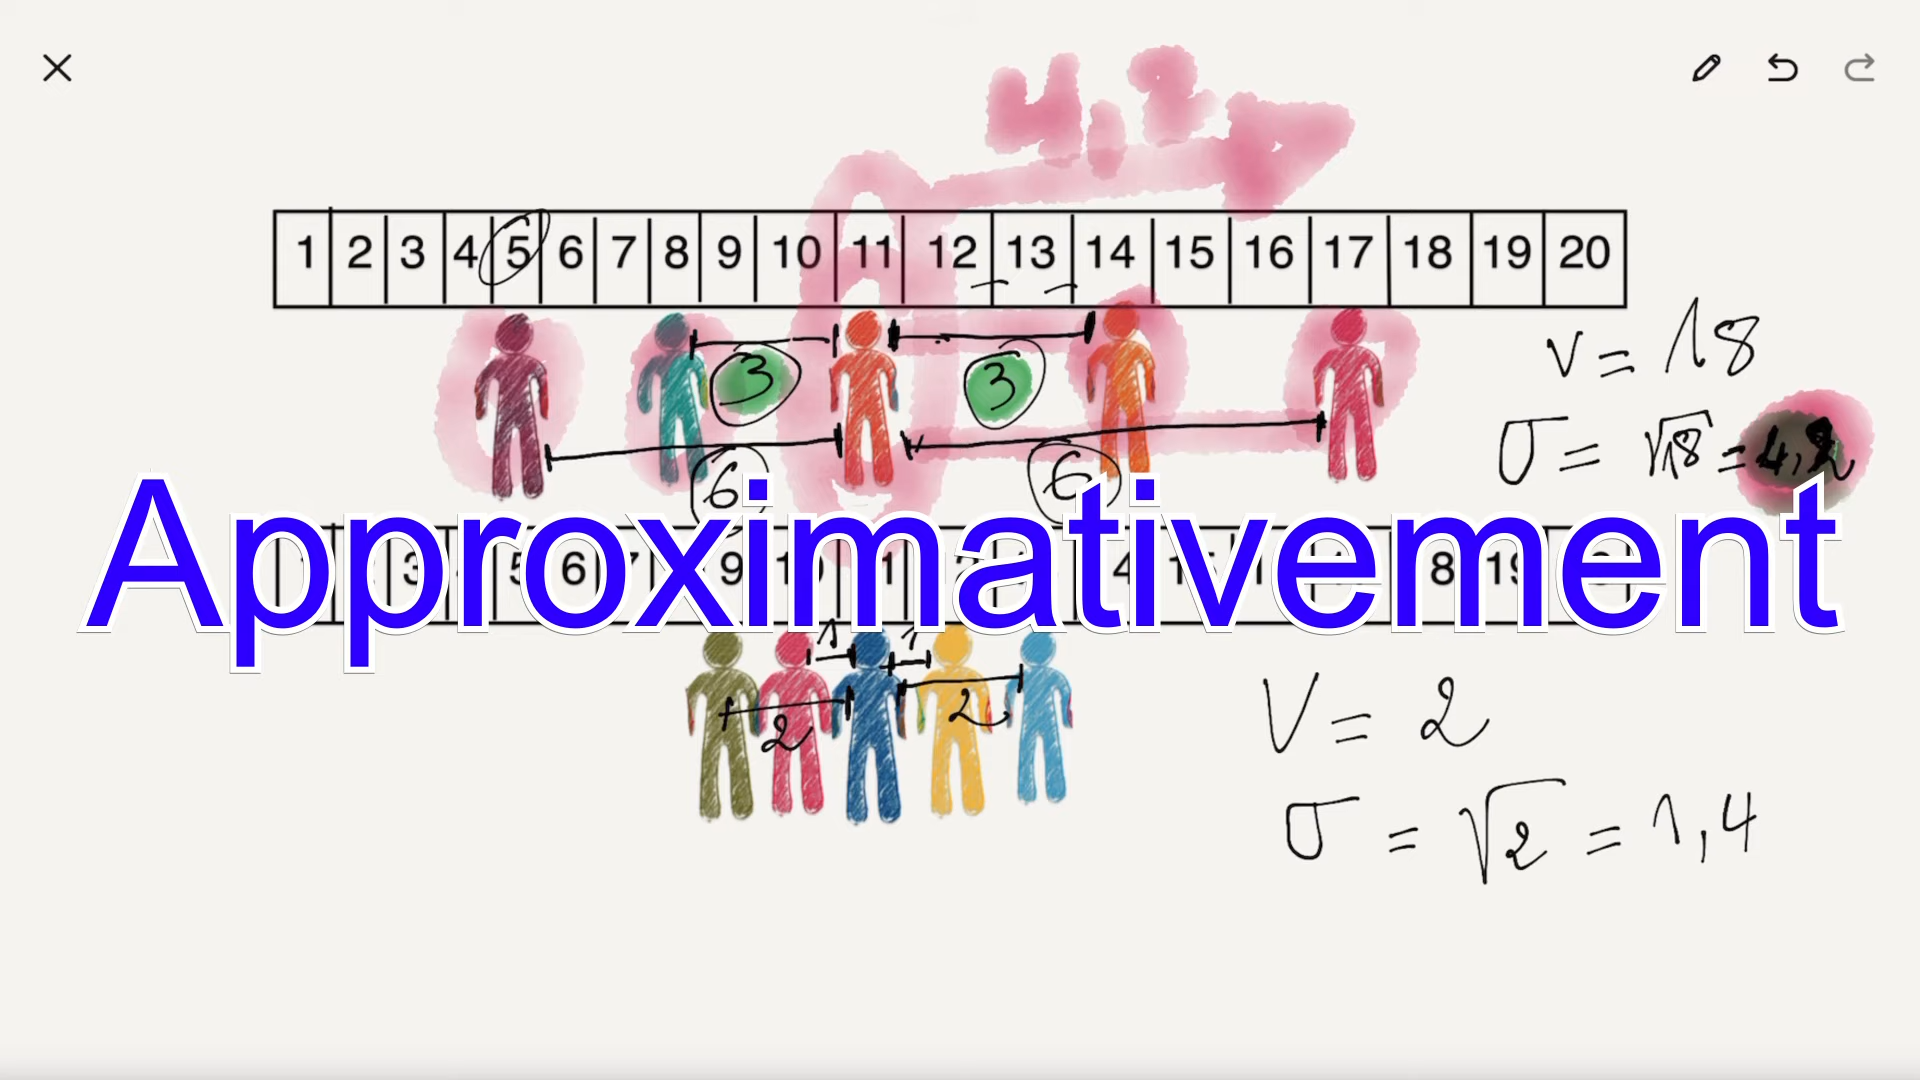 4,2
1 2 3 4 5 6 7 8 9 10 11 12 13 14 15 16 17 18 19 20
3 3
V = 18
σ = √18 = 4,2
6 6
Approximativement
1 1
2 2
V = 2
σ = √2 = 1,4